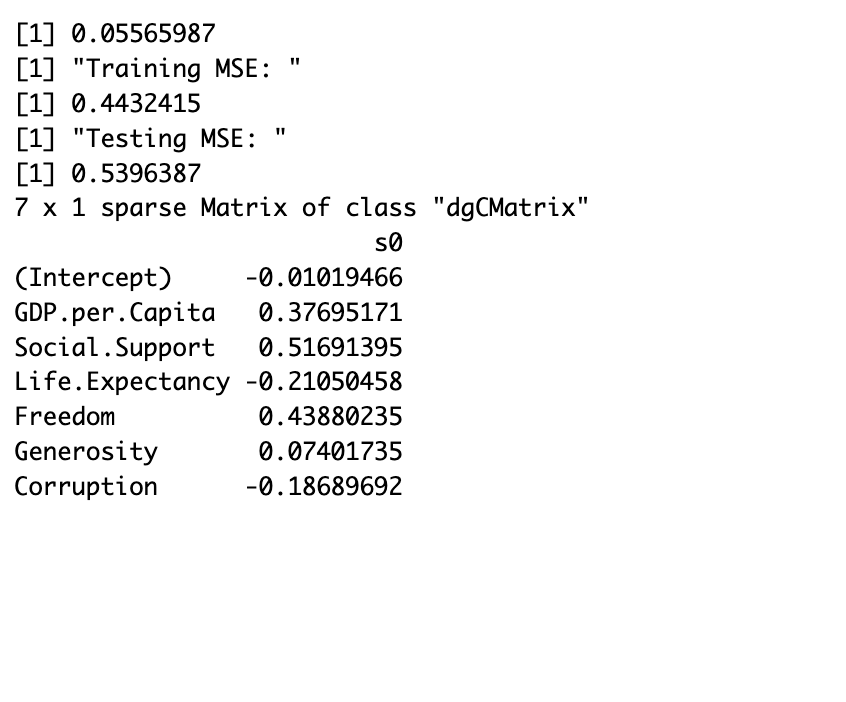 [1] 0.05565987
[1] "Training MSE: "
[1] 0.4432415
[1] "Testing MSE: "
[1] 0.5396387
7 x 1 sparse Matrix of class "dgCMatrix"
s0
(Intercept) -0.01019466
GDP.per.Capita 0.37695171
Social.Support 0.51691395
Life.Expectancy -0.21050458
Freedom 0.43880235
Generosity 0.07401735
Corruption -0.18689692